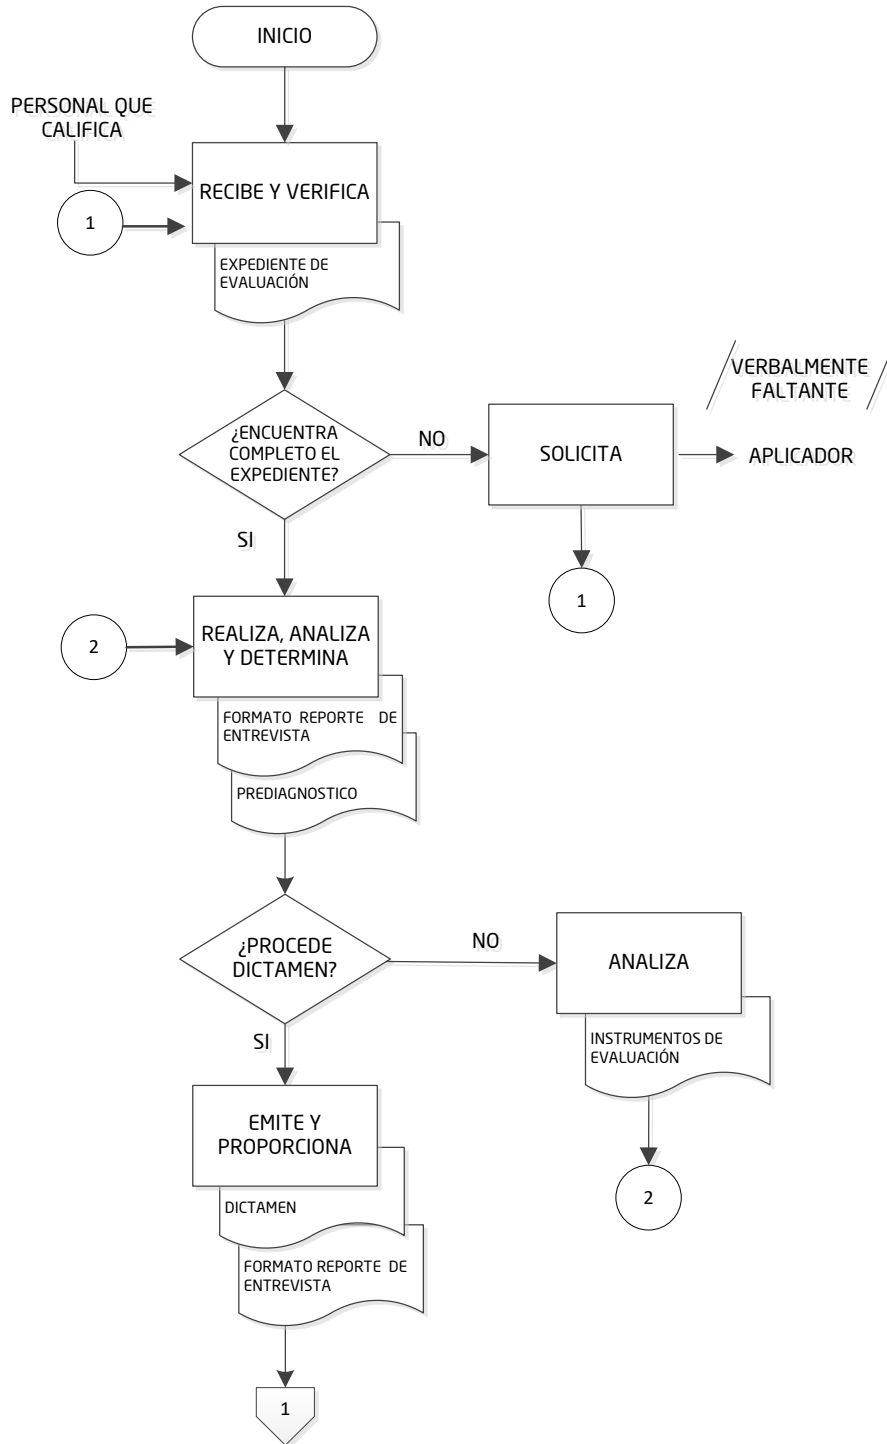 INICIO
PERSONAL QUE
CALIFICA
RECIBE Y VERIFICA
1
EXPEDIENTE DE
EVALUACIÓN
/VERBALMENTE
FALTANTE /
¿ENCUENTRA
COMPLETO EL
EXPEDIENTE?
NO
SOLICITA
APLICADOR
SI
1
2
REALIZA, ANALIZA
Y DETERMINA
FORMATO REPORTE DE
ENTREVISTA
PREDIAGNOSTICO
¿PROCEDE
DICTAMEN?
NO
ANALIZA
INSTRUMENTOS DE
EVALUACIÓN
SI
EMITE Y
PROPORCIONA
2
DICTAMEN
FORMATO REPORTE DE
ENTREVISTA
1